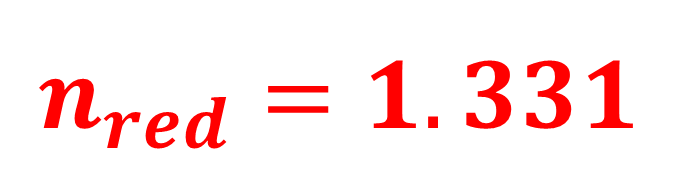 n_red = 1.331